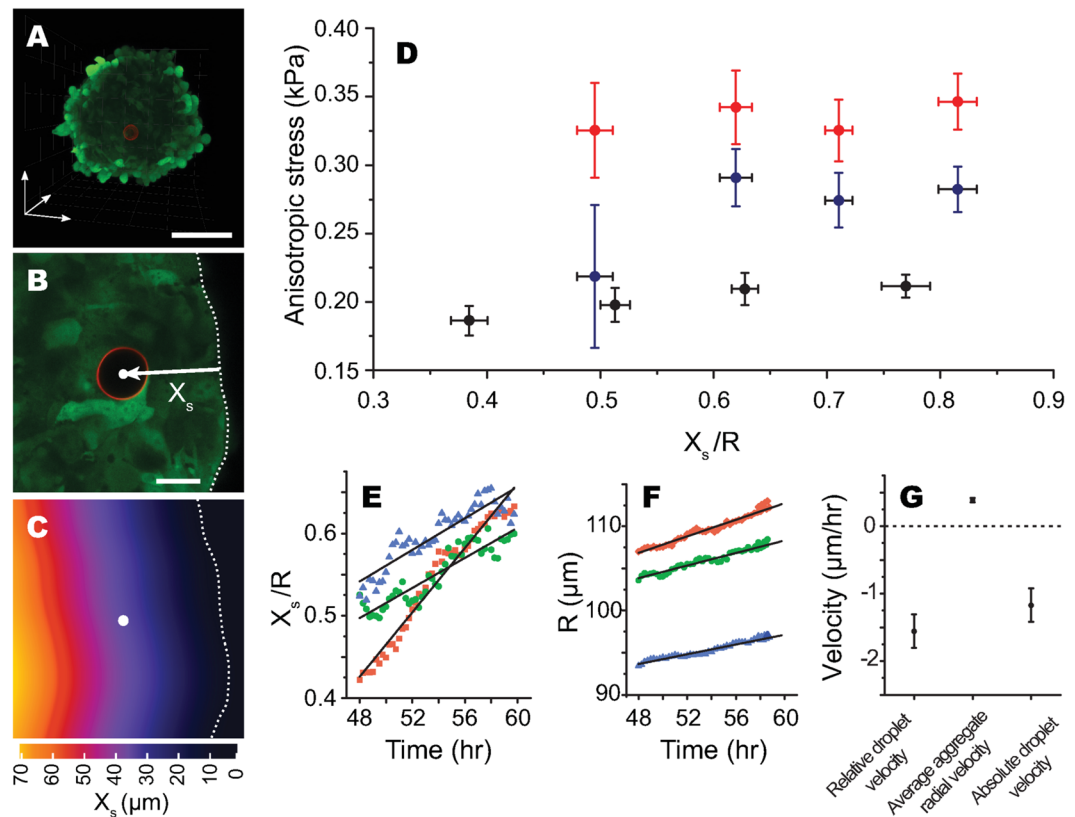 A
B
Xs
C
70 60 50 40 30 20 10 0
Xs (µm)
D
Anisotropic stress (kPa)
0.40
0.35
0.30
0.25
0.20
0.15
0.3 0.4 0.5 0.6 0.7 0.8 0.9
Xs/R
E
Xs/R
0.6
0.5
0.4
48 52 56 60
Time (hr)
F
R (µm)
110
100
90
48 52 56 60
Time (hr)
G
Velocity (µm/hr)
0
-1
-2
Relative droplet
velocity
Average aggregate
radial velocity
Absolute droplet
velocity